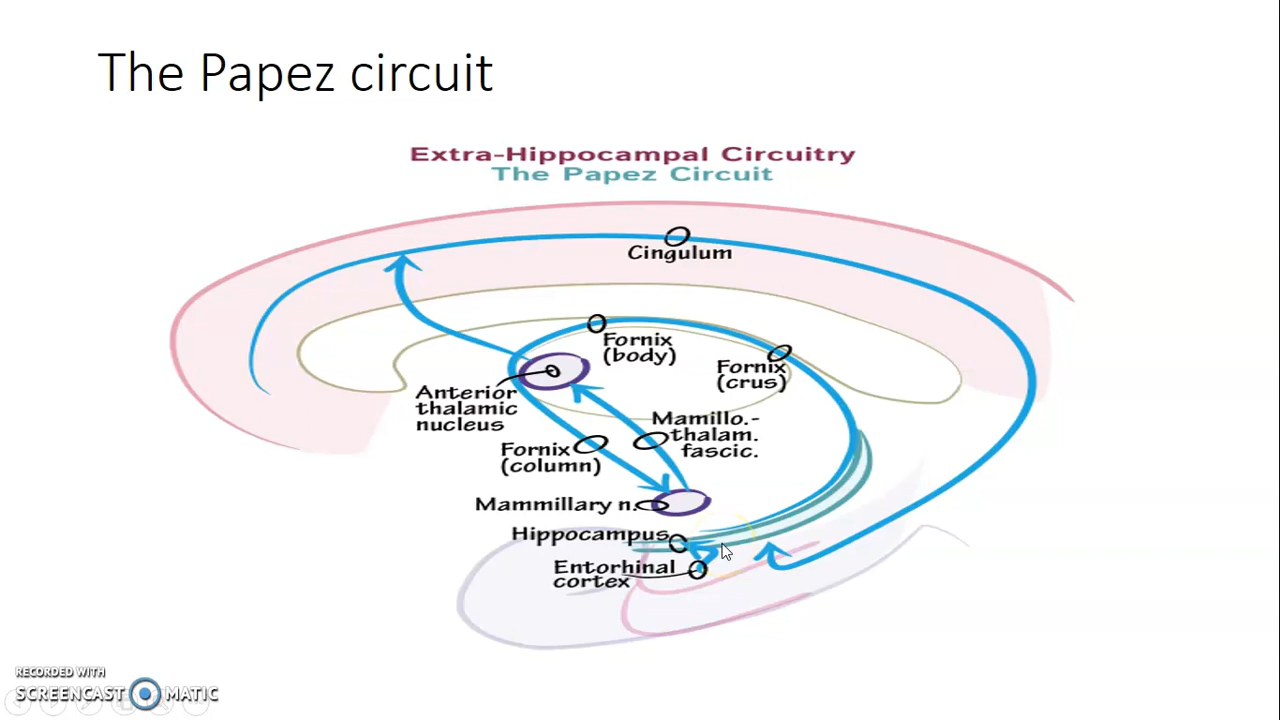 The Papez circuit
Extra-Hippocampal Circuitry
The Papez Circuit
Cingulum
Fornix
(body)
Fornix
(crus)
Anterior
thalamic
nucleus
Mamillo.-
thalam.
fascic.
Fornix
(column)
Mammillary n.
Hippocampus
Entorhinal
cortex
RECORDED WITH
SCREENCAST MATIC